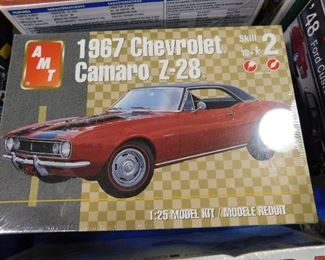 AMT
1967 Chevrolet
Camaro Z-28
Skill
2
10+
1:25 MODEL KIT / MODELE REDUIT
'48 Ford